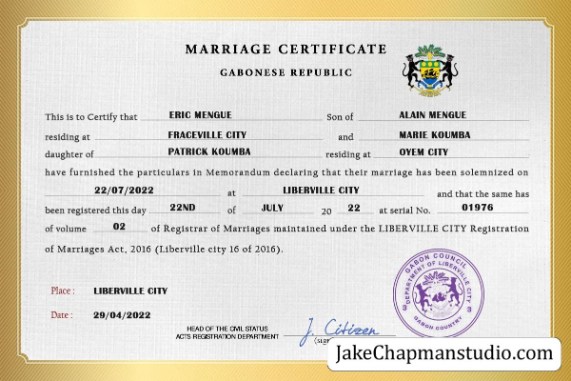 MARRIAGE CERTIFICATE
GABONESE REPUBLIC
This is to Certify that ERIC MENGUE Son of ALAIN MENGUE
residing at FRACEVILLE CITY and MARIE KOUMBA
daughter of PATRICK KOUMBA residing at OYEM CITY
have furnished the particulars in Memorandum declaring that their marriage has been solemnized on
22/07/2022 at LIBERVILLE CITY and that the same has
been registered this day 22ND of JULY 20 22 at serial No. 01976
of volume 02 of Registrar of Marriages maintained under the LIBERVILLE CITY Registration
of Marriages Act, 2016 (Liberville city 16 of 2016).
GABON COUNCIL
DEPARTMENT OF LIBERVILLE CITY
GABON COUNTRY
Place : LIBERVILLE CITY
Date : 29/04/2022
HEAD OF THE CIVIL STATUS
ACTS REGISTRATION DEPARTMENT
J. Citizen
JakeChapmanstudio.com